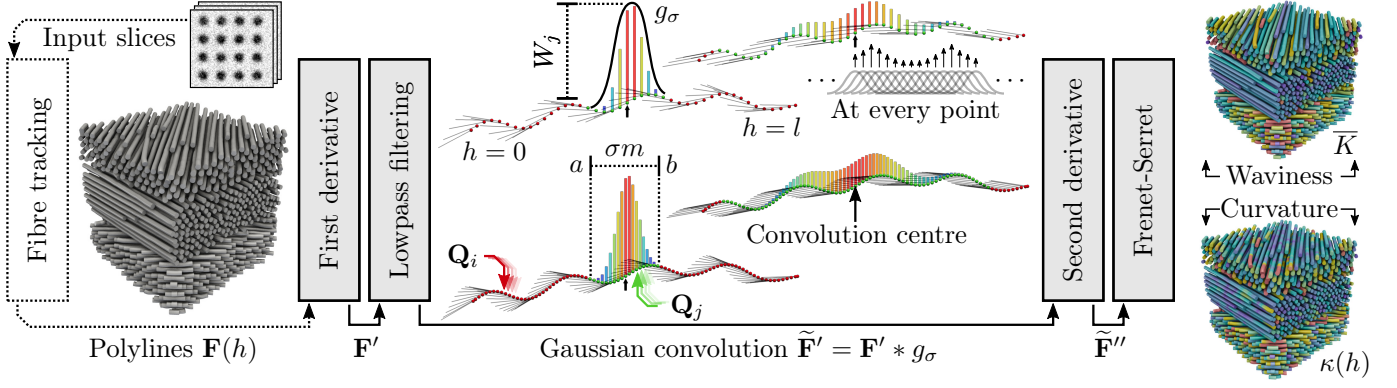 Input slices
Fibre tracking
Polylines F(h)
First derivative
F′
Lowpass filtering
W_j
g_σ
h = 0
h = l
· · ·
· · ·
At every point
a
σm
b
Q_i
Q_j
Convolution centre
Gaussian convolution F̃′ = F′ ∗ g_σ
Second derivative
F̃″
Frenet-Serret
K̅
Waviness
Curvature
κ(h)